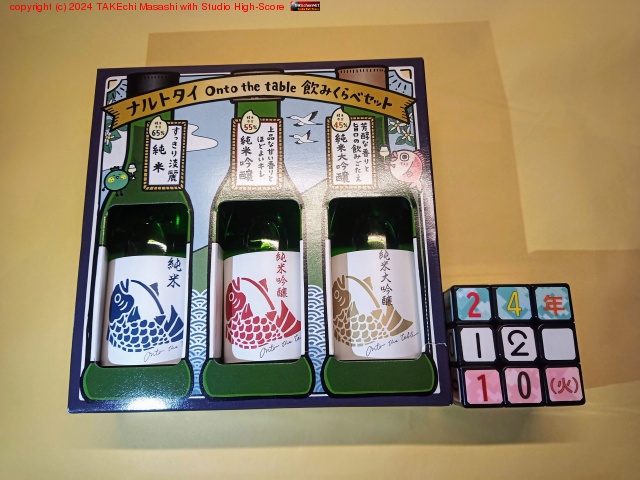 copyright (c) 2024 TAKEchi Masashi with Studio High-Score
ナルトタイ Onto the table 飲みくらべセット
65%
すっきり淡麗
純米
55%
上品な甘い香りと
ほどよいキレ
純米吟醸
45%
芳醇な香りと
旨口の飲みごたえ
純米大吟醸
純米
Onto the
純米吟醸
Onto the ta
純米大吟醸
Onto the table
24年
12
10(火)